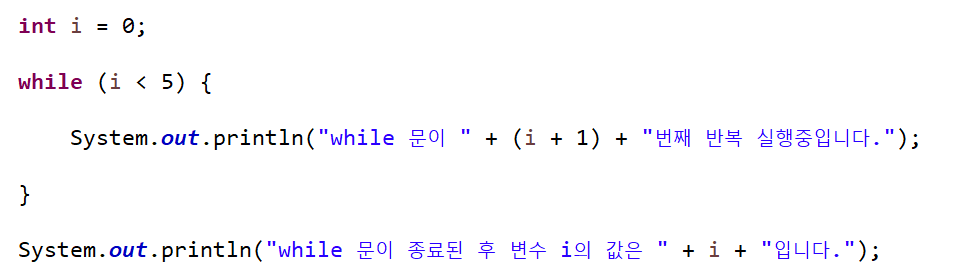 int i = 0;
while (i < 5) {
    System.out.println("while 문이 " + (i + 1) + "번째 반복 실행중입니다.");
}
System.out.println("while 문이 종료된 후 변수 i의 값은 " + i + "입니다.");